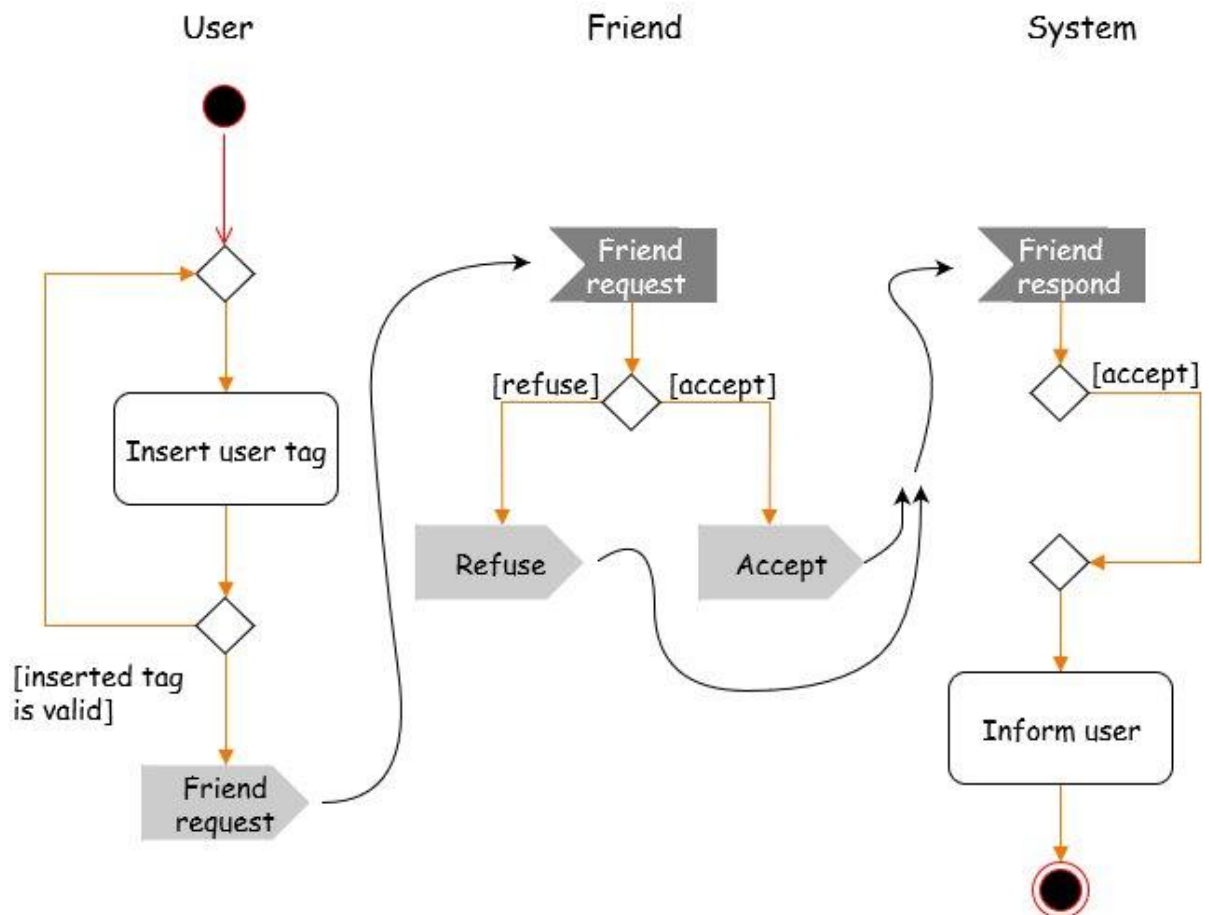 User
Friend
System
Insert user tag
[inserted tag
is valid]
Friend
request
Friend
request
[refuse]
[accept]
Refuse
Accept
Friend
respond
[accept]
Inform user